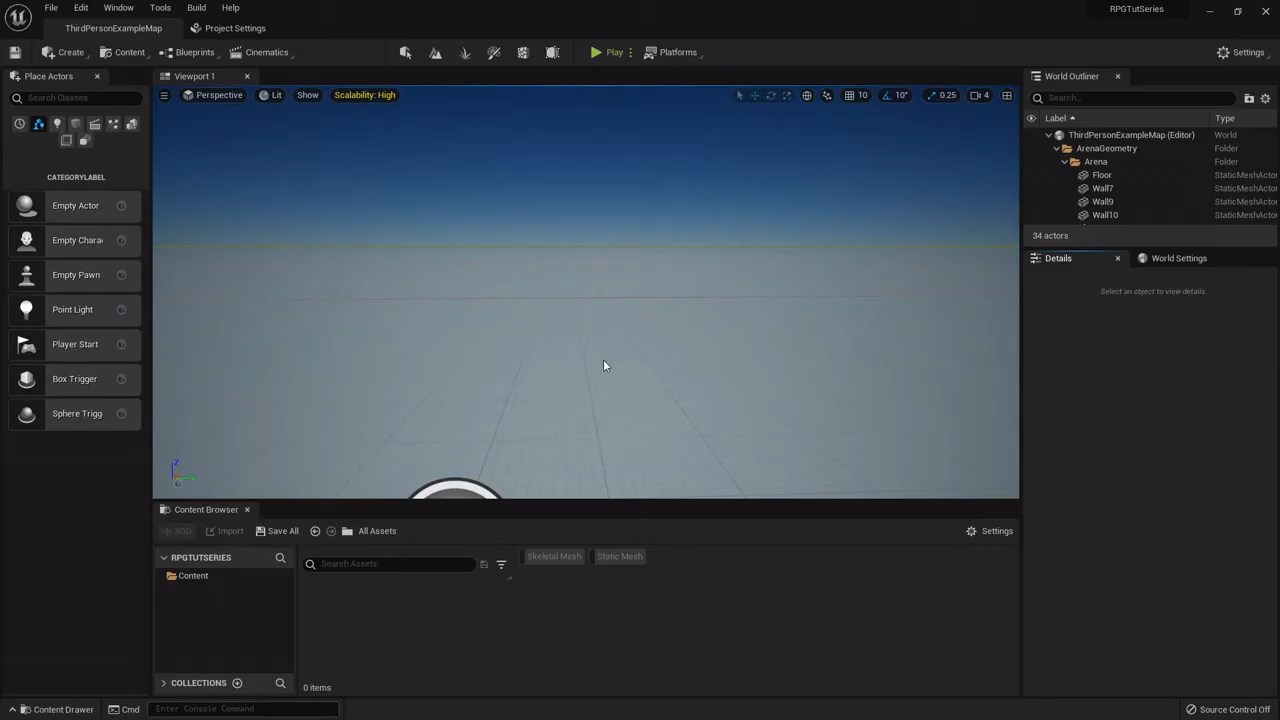 File Edit Window Tools Build Help
RPGTutSeries
ThirdPersonExampleMap
Project Settings
Create Content Blueprints Cinematics Play Platforms Settings
Place Actors
Search Classes
CATEGORYLABEL
Empty Actor
Empty Charac
Empty Pawn
Point Light
Player Start
Box Trigger
Sphere Trigg
Viewport 1
Perspective Lit Show Scalability: High 10 10° 0.25 4
Z
World Outliner
Search...
Label Type
ThirdPersonExampleMap (Editor) World
ArenaGeometry Folder
Arena Folder
Floor StaticMeshActor
Wall7 StaticMeshActo
Wall9 StaticMeshActo
Wall10 StaticMeshActo
34 actors
Details
World Settings
Select an object to view details.
Content Browser
ADD Import Save All All Assets Settings
RPGTUTSERIES
Content
COLLECTIONS
Search Assets
Skeletal Mesh Static Mesh
0 items
Content Drawer Cmd Enter Console Command Source Control Off